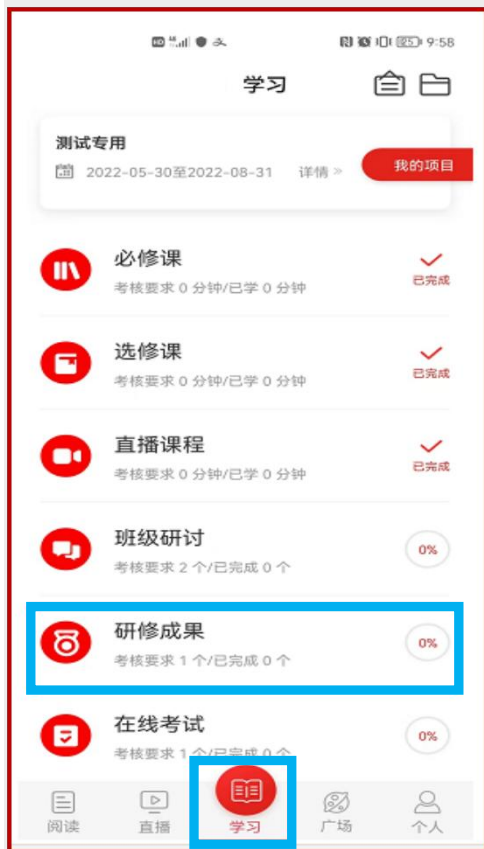 HD 9:58
学习
测试专用
2022-05-30至2022-08-31 详情 »
我的项目
必修课
考核要求 0 分钟/已学 0 分钟
已完成
选修课
考核要求 0 分钟/已学 0 分钟
已完成
直播课程
考核要求 0 分钟/已学 0 分钟
已完成
班级研讨
考核要求 2 个/已完成 0 个
0%
研修成果
考核要求 1 个/已完成 0 个
0%
在线考试
考核要求 1 个/已完成 0 个
0%
阅读 直播 学习 广场 个人